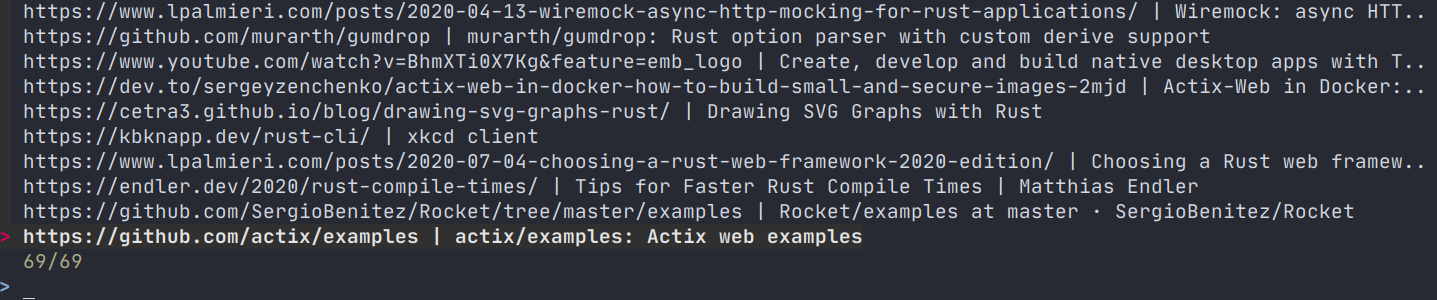 https://www.lpalmieri.com/posts/2020-04-13-wiremock-async-http-mocking-for-rust-applications/ | Wiremock: async HTT..
https://github.com/murarth/gumdrop | murarth/gumdrop: Rust option parser with custom derive support
https://www.youtube.com/watch?v=BhmXTi0X7Kg&feature=emb_logo | Create, develop and build native desktop apps with T..
https://dev.to/sergeyzenchenko/actix-web-in-docker-how-to-build-small-and-secure-images-2mjd | Actix-Web in Docker:..
https://cetra3.github.io/blog/drawing-svg-graphs-rust/ | Drawing SVG Graphs with Rust
https://kbknapp.dev/rust-cli/ | xkcd client
https://www.lpalmieri.com/posts/2020-07-04-choosing-a-rust-web-framework-2020-edition/ | Choosing a Rust web framew..
https://endler.dev/2020/rust-compile-times/ | Tips for Faster Rust Compile Times | Matthias Endler
https://github.com/SergioBenitez/Rocket/tree/master/examples | Rocket/examples at master · SergioBenitez/Rocket
> https://github.com/actix/examples | actix/examples: Actix web examples
69/69
> _